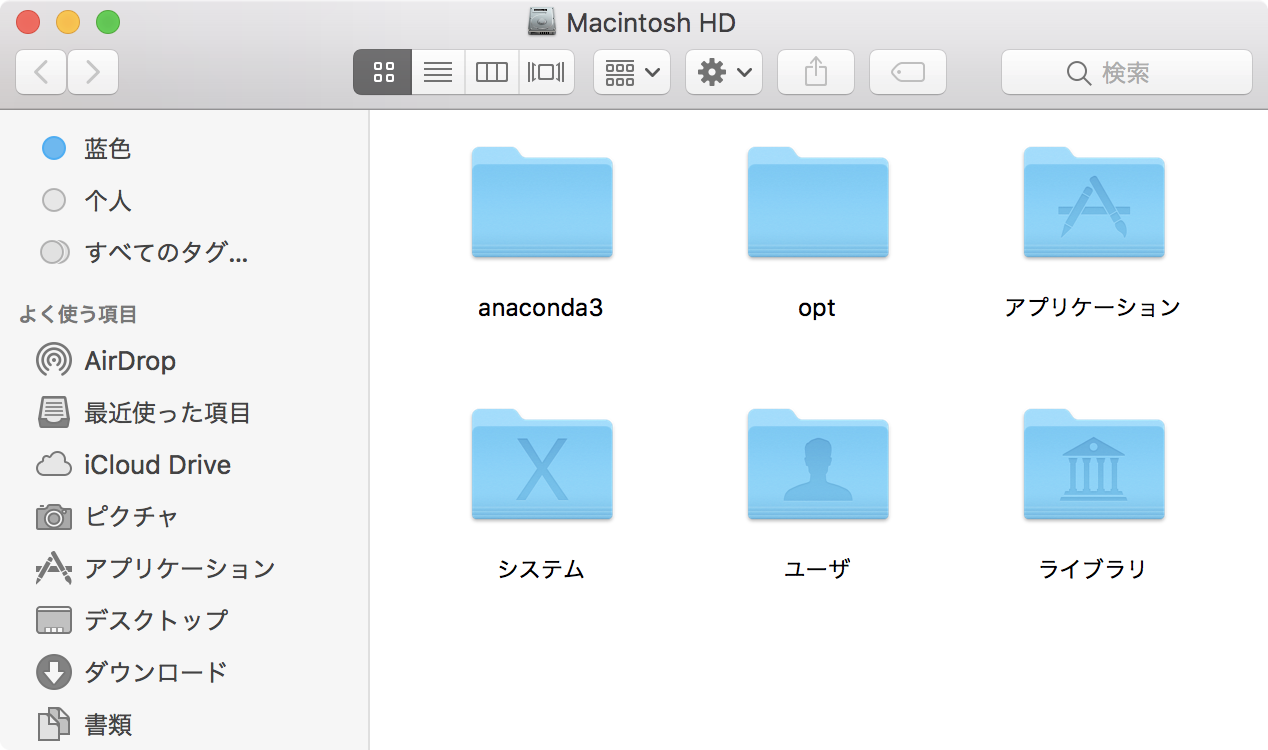 Macintosh HD
検索
蓝色
个人
すべてのタグ...
よく使う項目
AirDrop
最近使った項目
iCloud Drive
ピクチャ
アプリケーション
デスクトップ
ダウンロード
書類
anaconda3
opt
アプリケーション
システム
ユーザ
ライブラリ